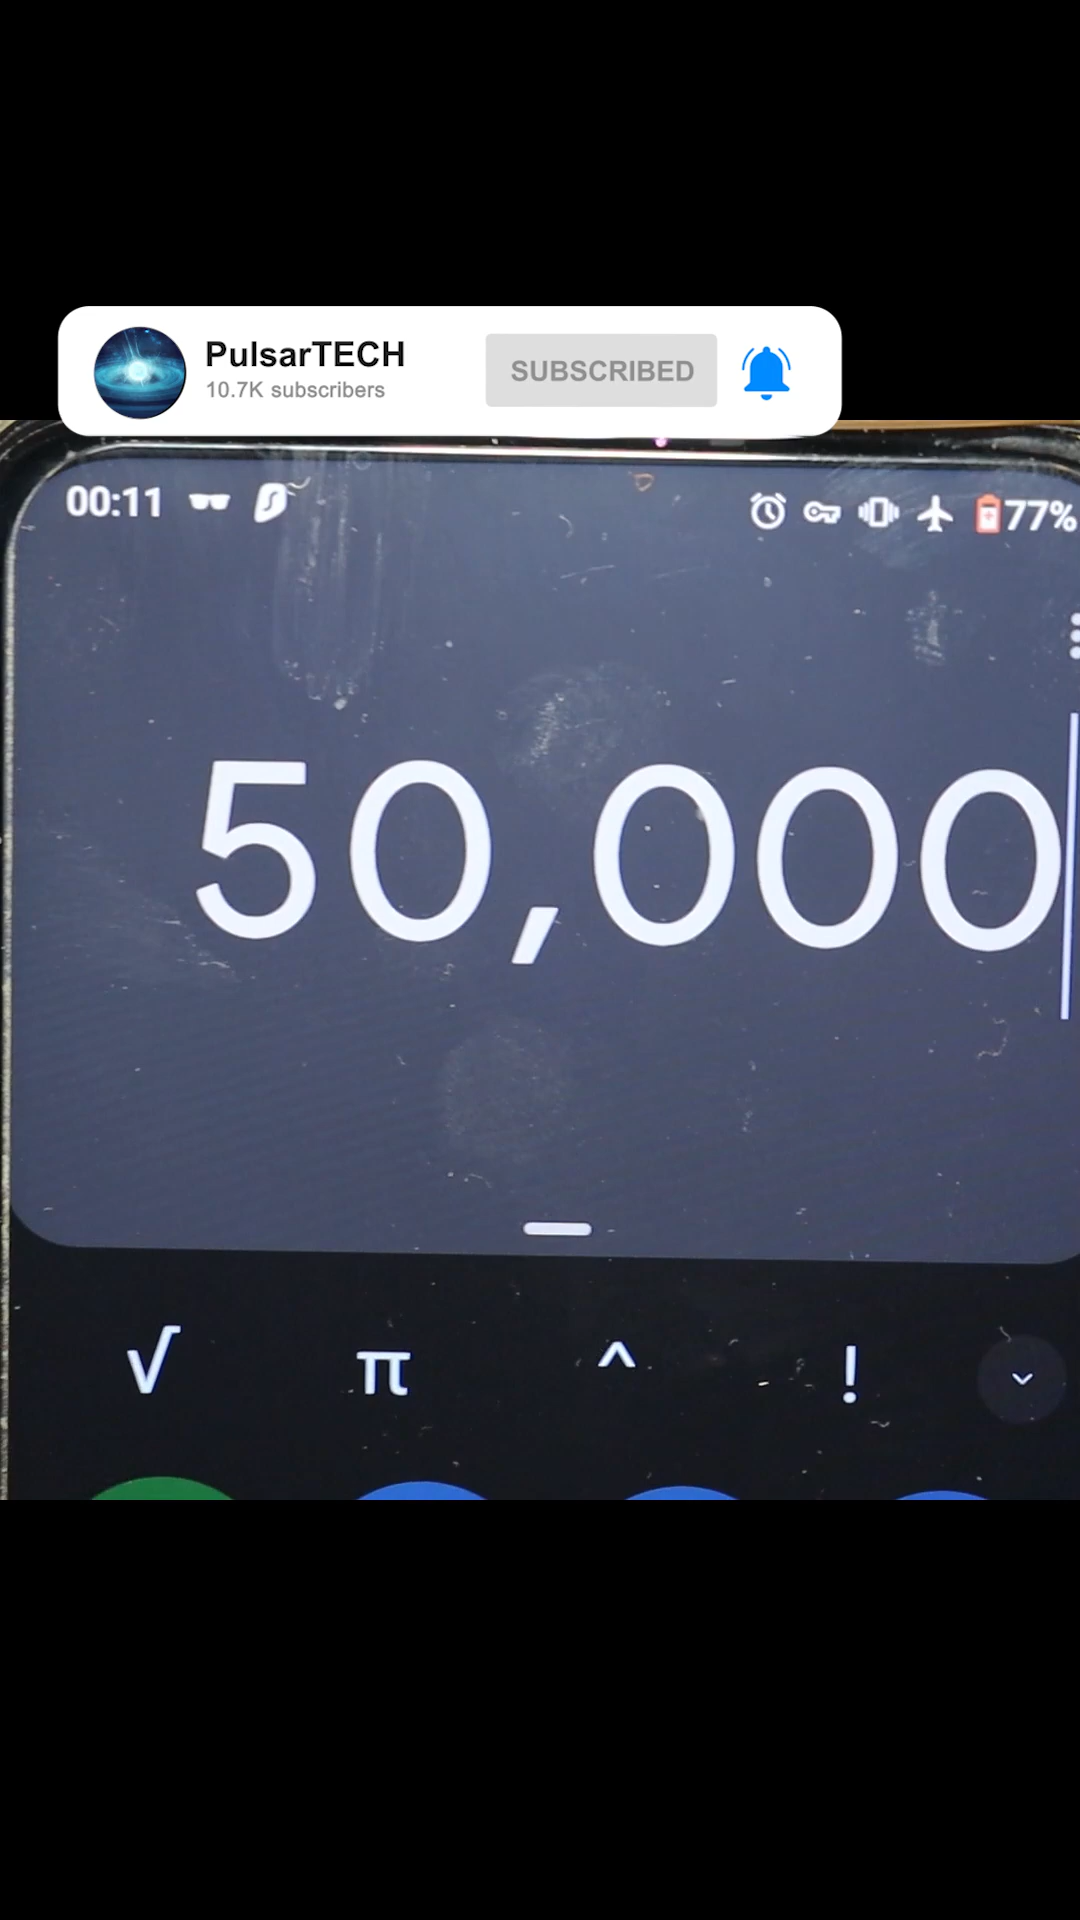 PulsarTECH
10.7K subscribers
SUBSCRIBED
00:11
77%
50,000
√ π ^ !